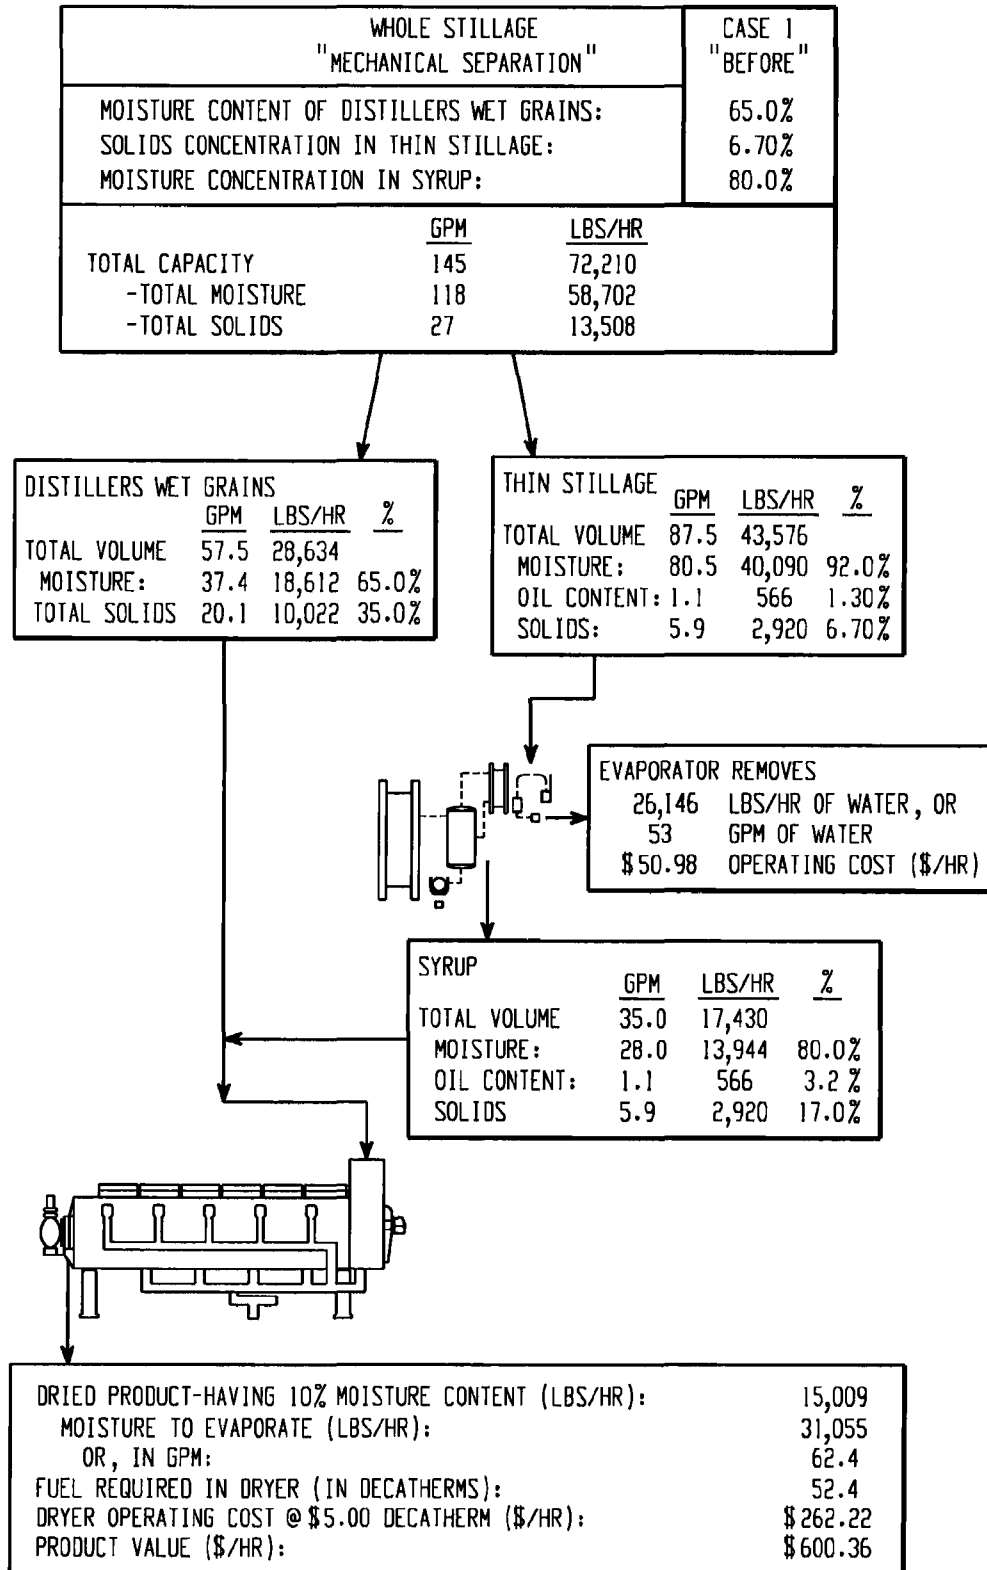 WHOLE STILLAGE
"MECHANICAL SEPARATION"
CASE 1
"BEFORE"
MOISTURE CONTENT OF DISTILLERS WET GRAINS: 65.0%
SOLIDS CONCENTRATION IN THIN STILLAGE: 6.70%
MOISTURE CONCENTRATION IN SYRUP: 80.0%
GPM LBS/HR
TOTAL CAPACITY 145 72,210
-TOTAL MOISTURE 118 58,702
-TOTAL SOLIDS 27 13,508
DISTILLERS WET GRAINS
GPM LBS/HR %
TOTAL VOLUME 57.5 28,634
MOISTURE: 37.4 18,612 65.0%
TOTAL SOLIDS 20.1 10,022 35.0%
THIN STILLAGE GPM LBS/HR %
TOTAL VOLUME 87.5 43,576
MOISTURE: 80.5 40,090 92.0%
OIL CONTENT: 1.1 566 1.30%
SOLIDS: 5.9 2,920 6.70%
EVAPORATOR REMOVES
26,146 LBS/HR OF WATER, OR
53 GPM OF WATER
$50.98 OPERATING COST ($/HR)
SYRUP
GPM LBS/HR %
TOTAL VOLUME 35.0 17,430
MOISTURE: 28.0 13,944 80.0%
OIL CONTENT: 1.1 566 3.2 %
SOLIDS 5.9 2,920 17.0%
DRIED PRODUCT-HAVING 10% MOISTURE CONTENT (LBS/HR): 15,009
MOISTURE TO EVAPORATE (LBS/HR): 31,055
OR, IN GPM: 62.4
FUEL REQUIRED IN DRYER (IN DECATHERMS): 52.4
DRYER OPERATING COST @ $5.00 DECATHERM ($/HR): $262.22
PRODUCT VALUE ($/HR): $600.36